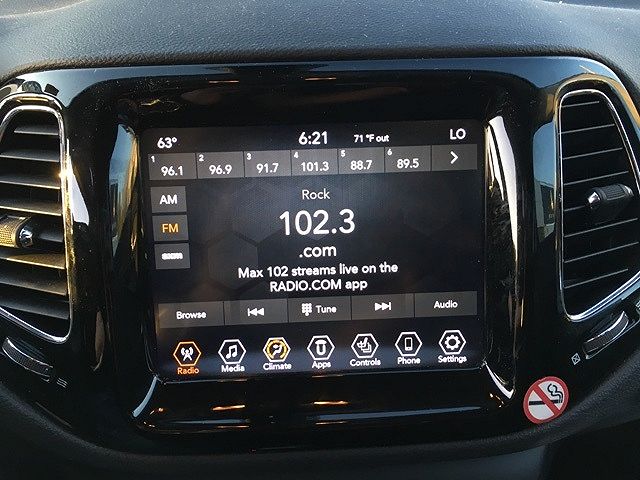 63° 6:21 71 °F out LO
1 96.1 2 96.9 3 91.7 4 101.3 5 88.7 6 89.5
AM
FM
SXM
Rock
102.3
.com
Max 102 streams live on the
RADIO.COM app
Browse Tune Audio
Radio Media Climate Apps Controls Phone Settings